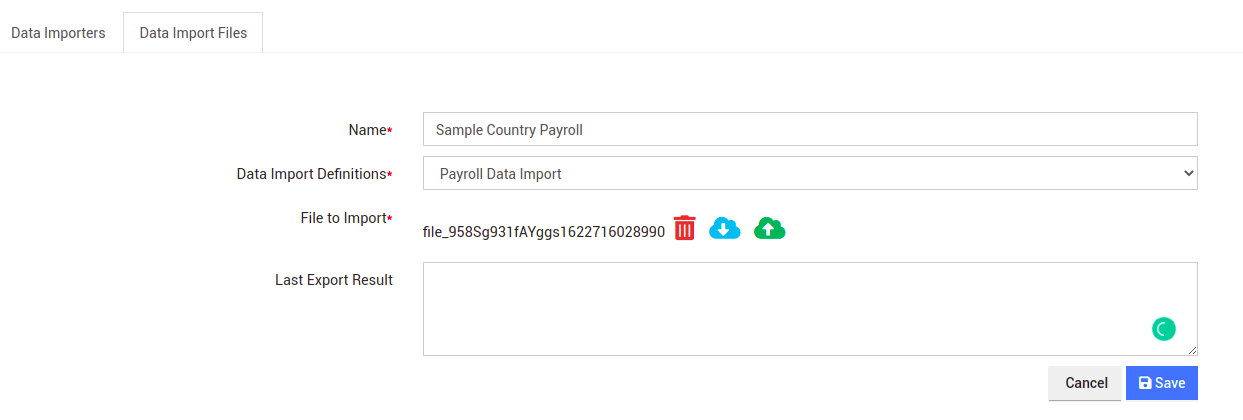 Data Importers
Data Import Files
Name*
Sample Country Payroll
Data Import Definitions*
Payroll Data Import
File to Import*
file_958Sg931fAYggs1622716028990
Last Export Result
Cancel
Save